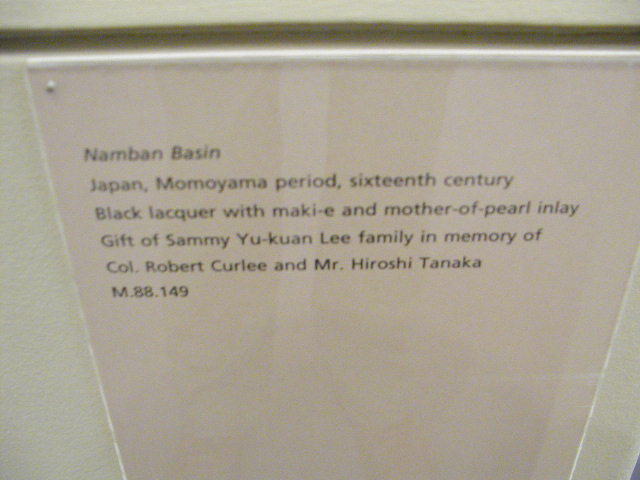 Namban Basin
Japan, Momoyama period, sixteenth century
Black lacquer with maki-e and mother-of-pearl inlay
Gift of Sammy Yu-kuan Lee family in memory of
Col. Robert Curlee and Mr. Hiroshi Tanaka
M.88.149